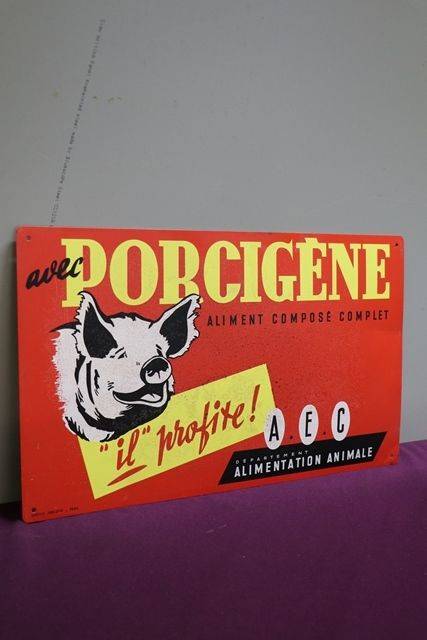 avec PORCIGÈNE
ALIMENT COMPOSÉ COMPLET
"il" profite!
A.E.C
DÉPARTEMENT
ALIMENTATION ANIMALE